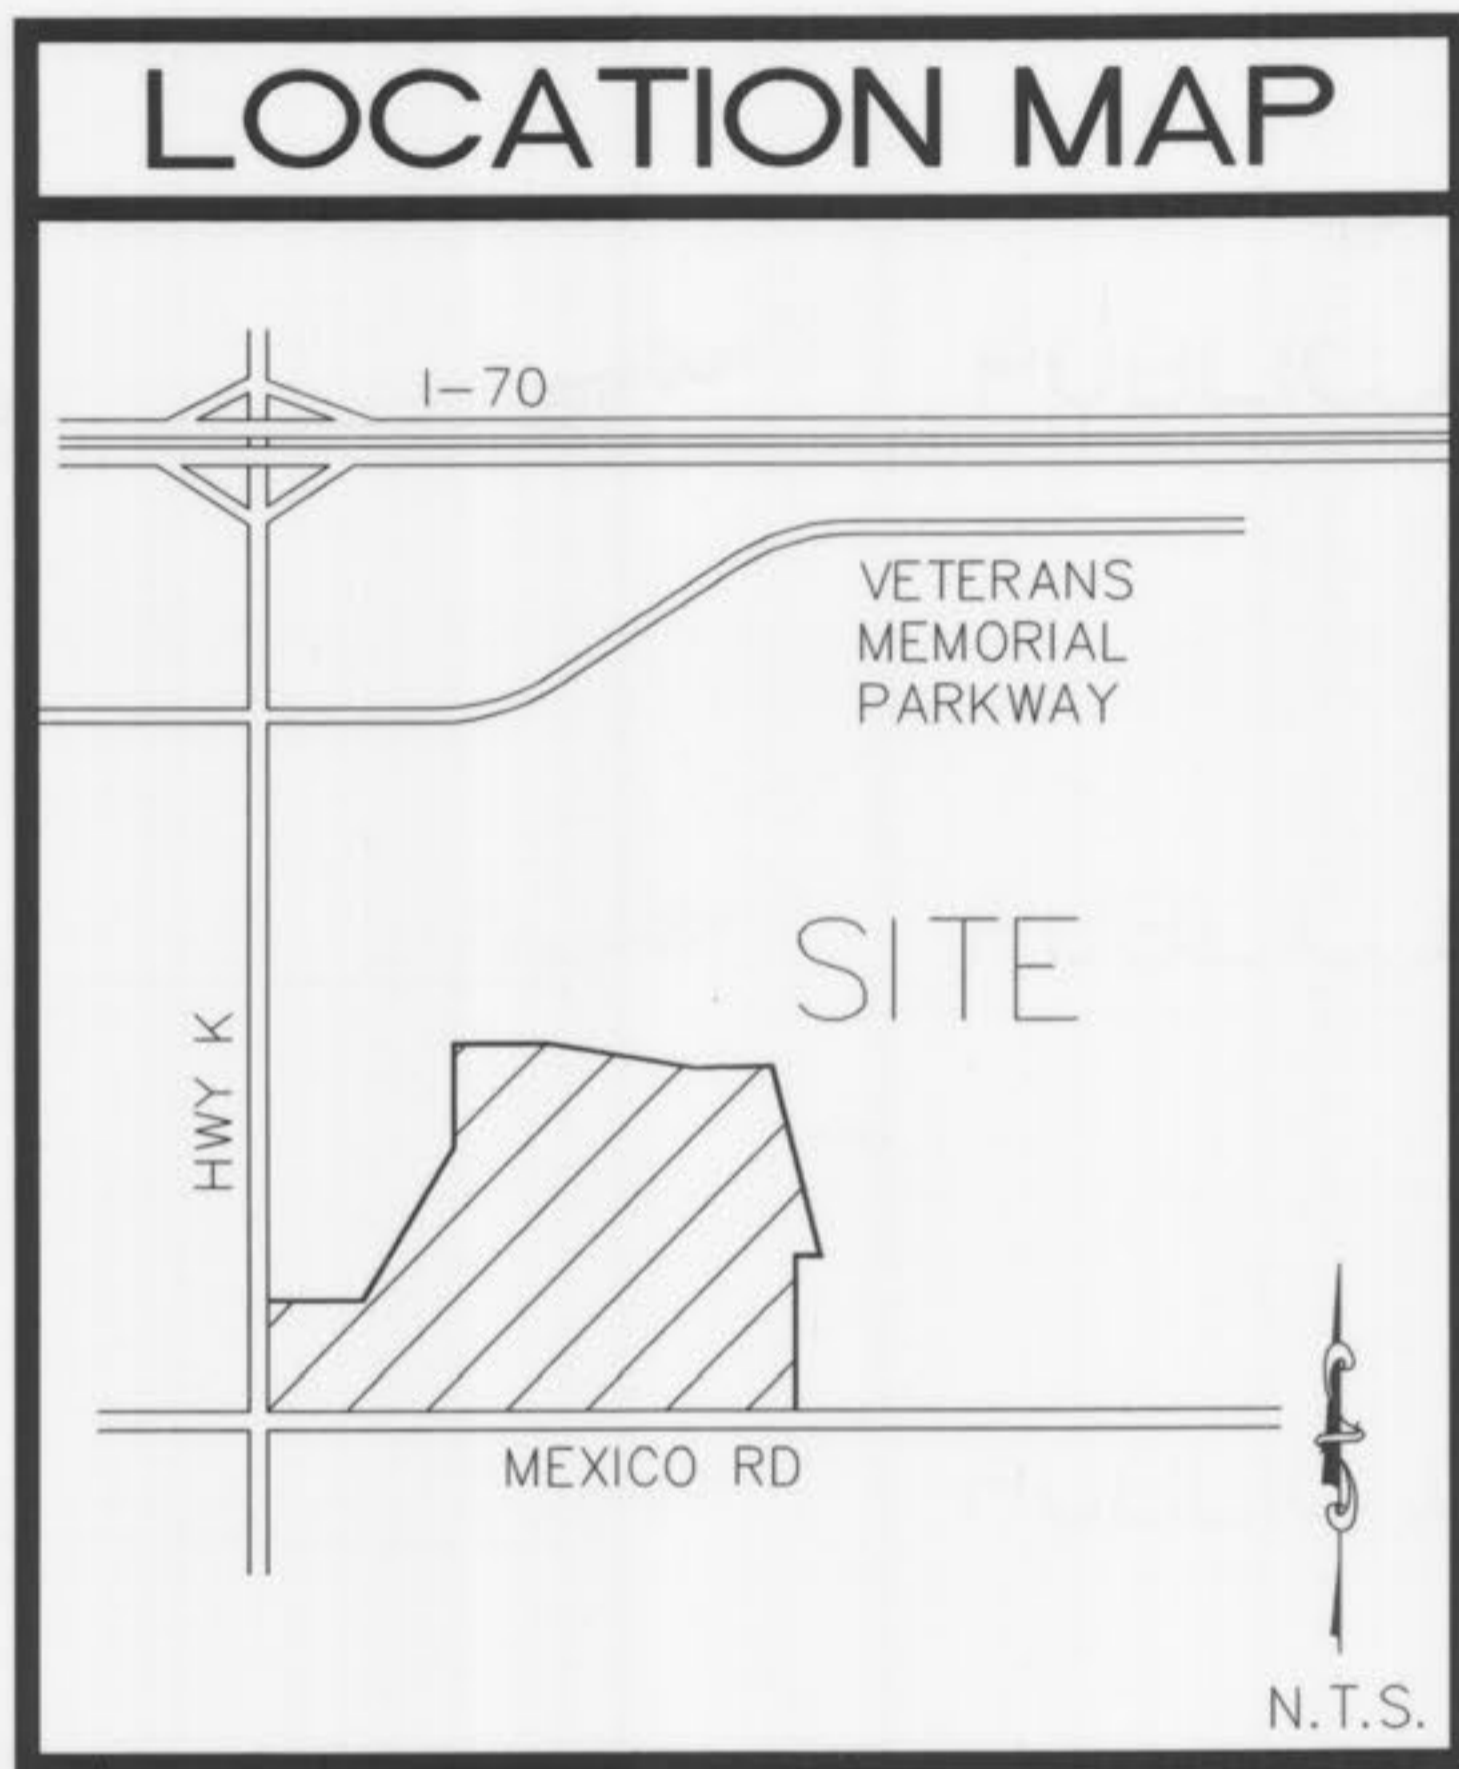 LOCATION MAP
I-70
VETERANS
MEMORIAL
PARKWAY
SITE
HWY K
MEXICO RD
N.T.S.